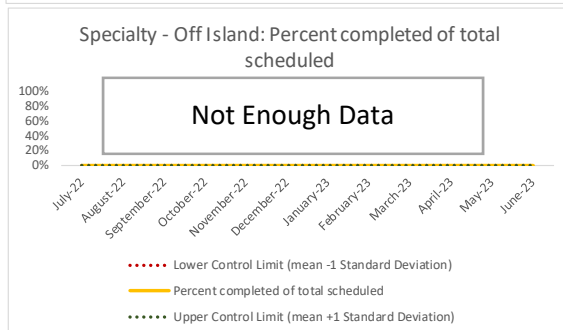 Specialty - Off Island: Percent completed of total
scheduled
Not Enough Data
100%
80%
60%
40%
20%
0%
July-22
August-22
September-22
October-22
November-22
December-22
January-23
February-23
March-23
April-23
May-23
June-23
Lower Control Limit (mean -1 Standard Deviation)
Percent completed of total scheduled
Upper Control Limit (mean +1 Standard Deviation)